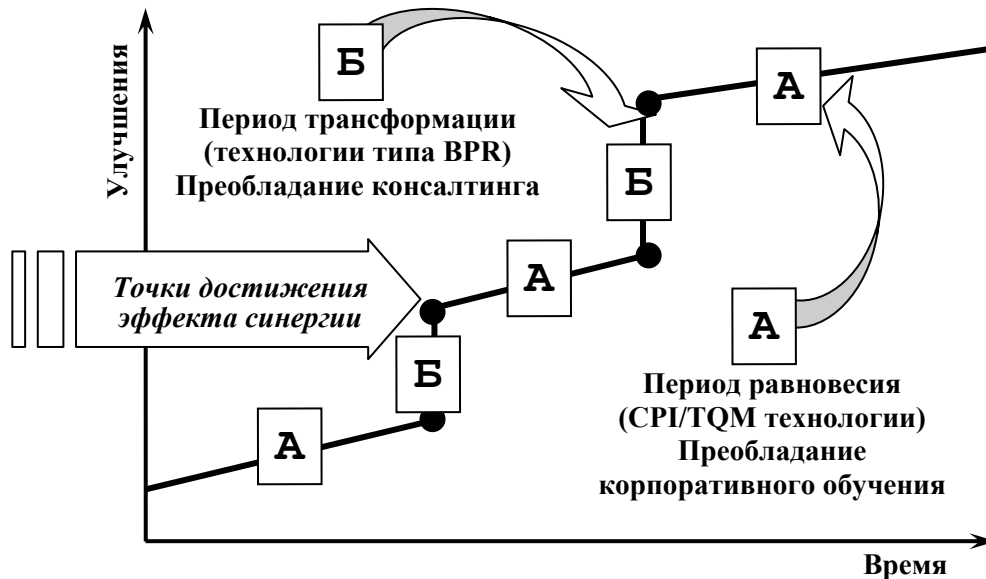 Улучшения
Б
Период трансформации
(технологии типа BPR)
Преобладание консалтинга
А
Б
Точки достижения
эффекта синергии
А
Б
А
А
Период равновесия
(CPI/TQM технологии)
Преобладание
корпоративного обучения
Время